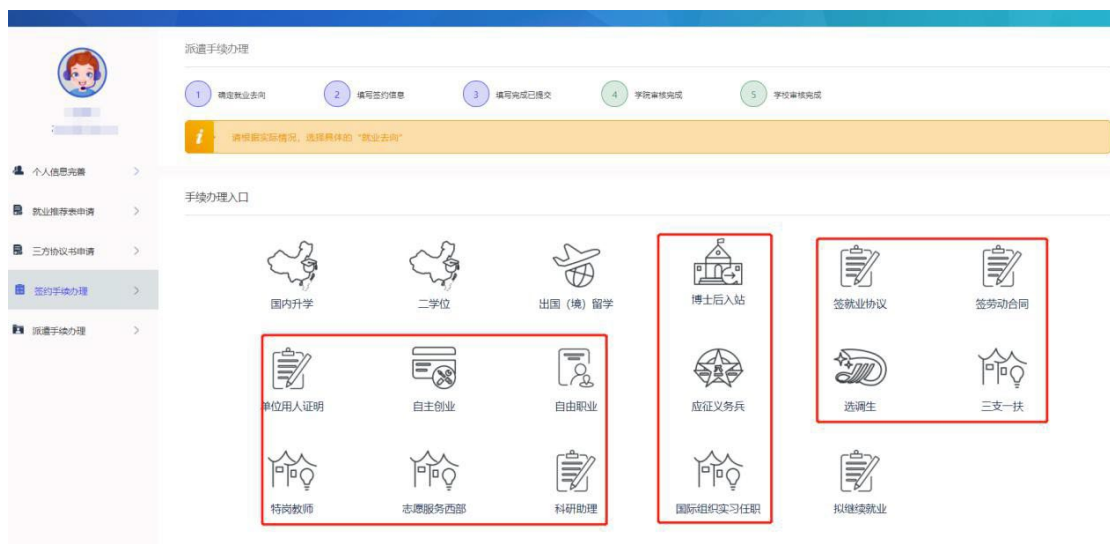 派遣手续办理
1 确定就业去向 2 填写签约信息 3 填写完成已提交 4 学院审核完成 5 学校审核完成
i 请根据实际情况，选择具体的“就业去向”
个人信息完善
就业推荐表申请
三方协议书申请
签约手续办理
派遣手续办理
手续办理入口
国内升学 二学位 出国（境）留学 博士后入站 签就业协议 签劳动合同
单位用人证明 自主创业 自由职业 应征义务兵 选调生 三支一扶
特岗教师 志愿服务西部 科研助理 国际组织实习任职 拟继续就业